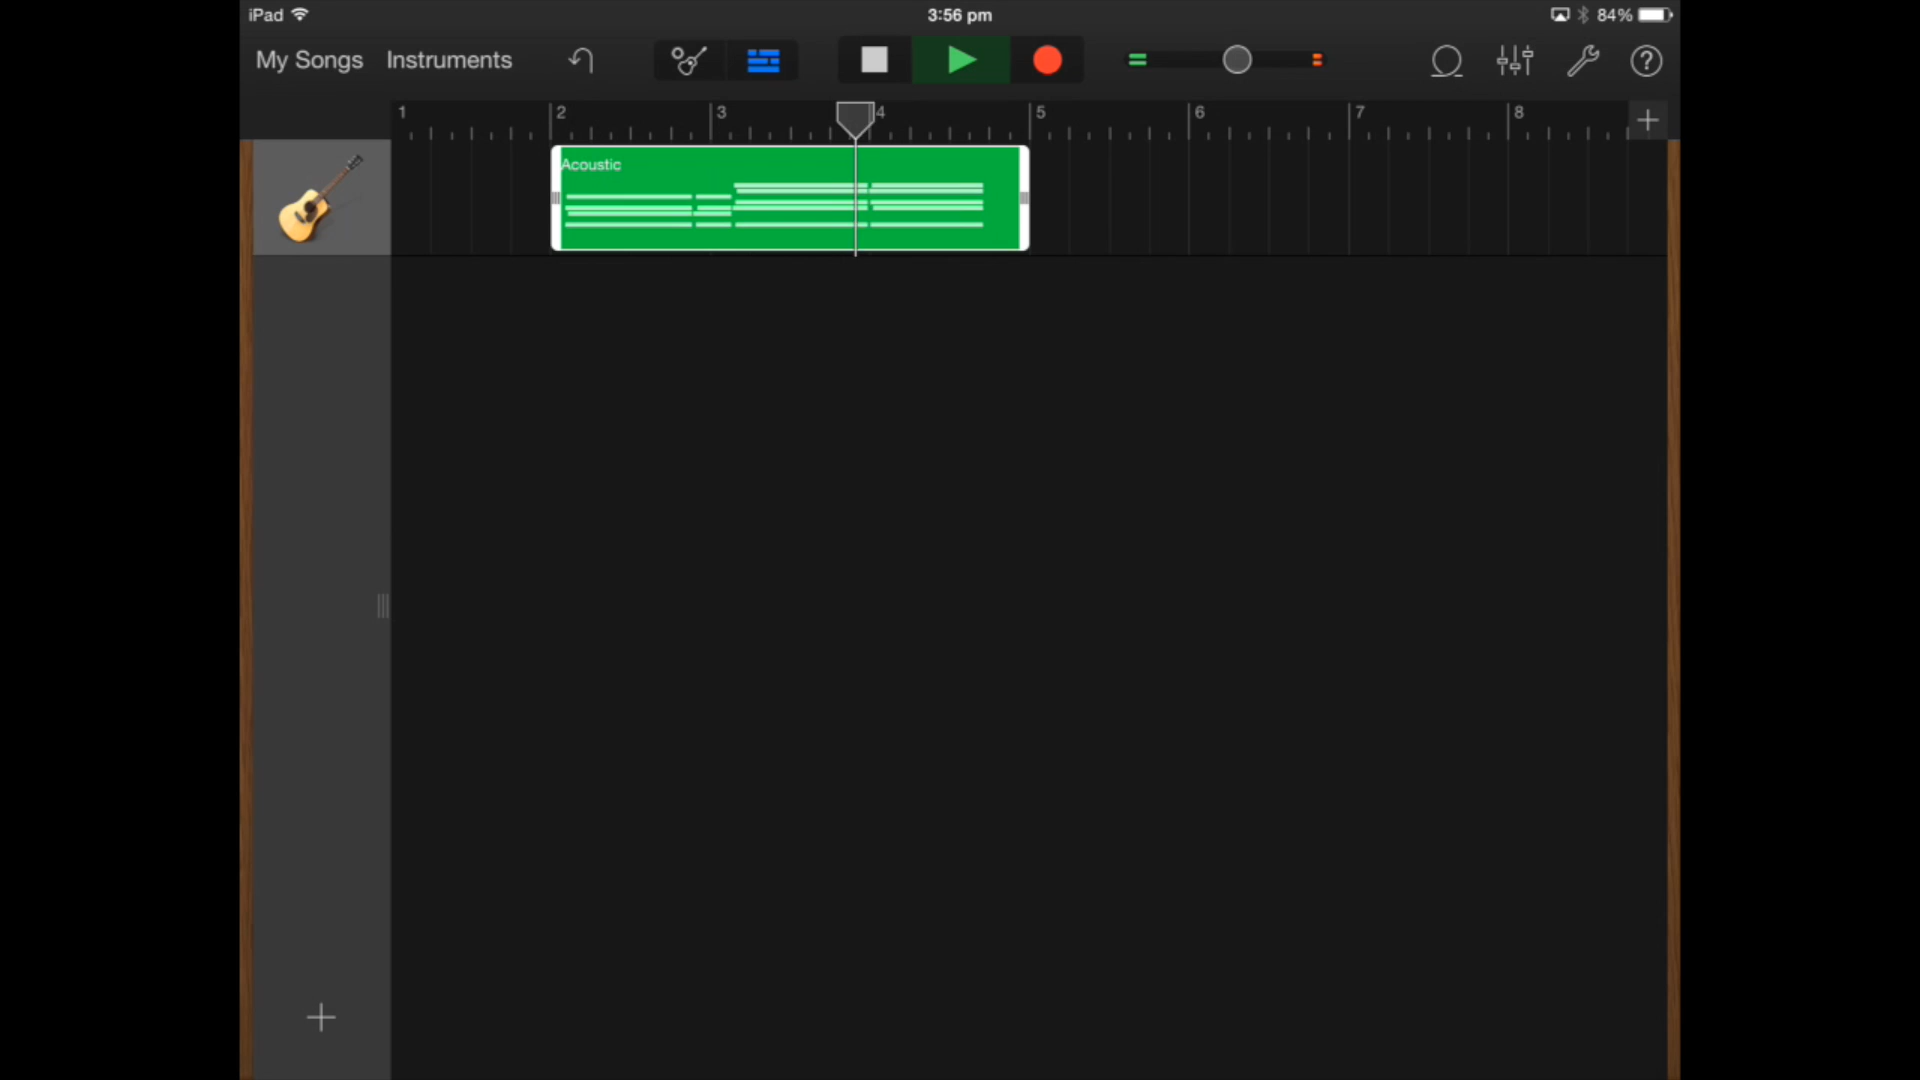 iPad 3:56 pm 84%
My Songs Instruments ?
1 2 3 4 5 6 7 8 +
Acoustic
+